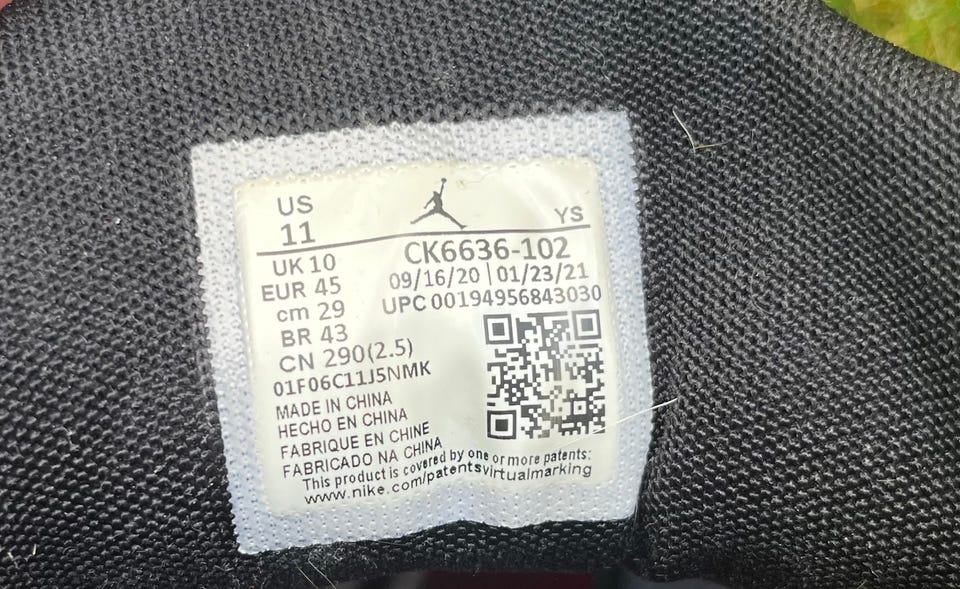 US
11
YS
UK 10
EUR 45
cm 29
BR 43
CN 290(2.5)
01F06C11J5NMK
CK6636-102
09/16/20 | 01/23/21
UPC 00194956843030
MADE IN CHINA
HECHO EN CHINA
FABRIQUE EN CHINE
FABRICADO NA CHINA
This product is covered by one or more patents:
www.nike.com/patentsvirtualmarking